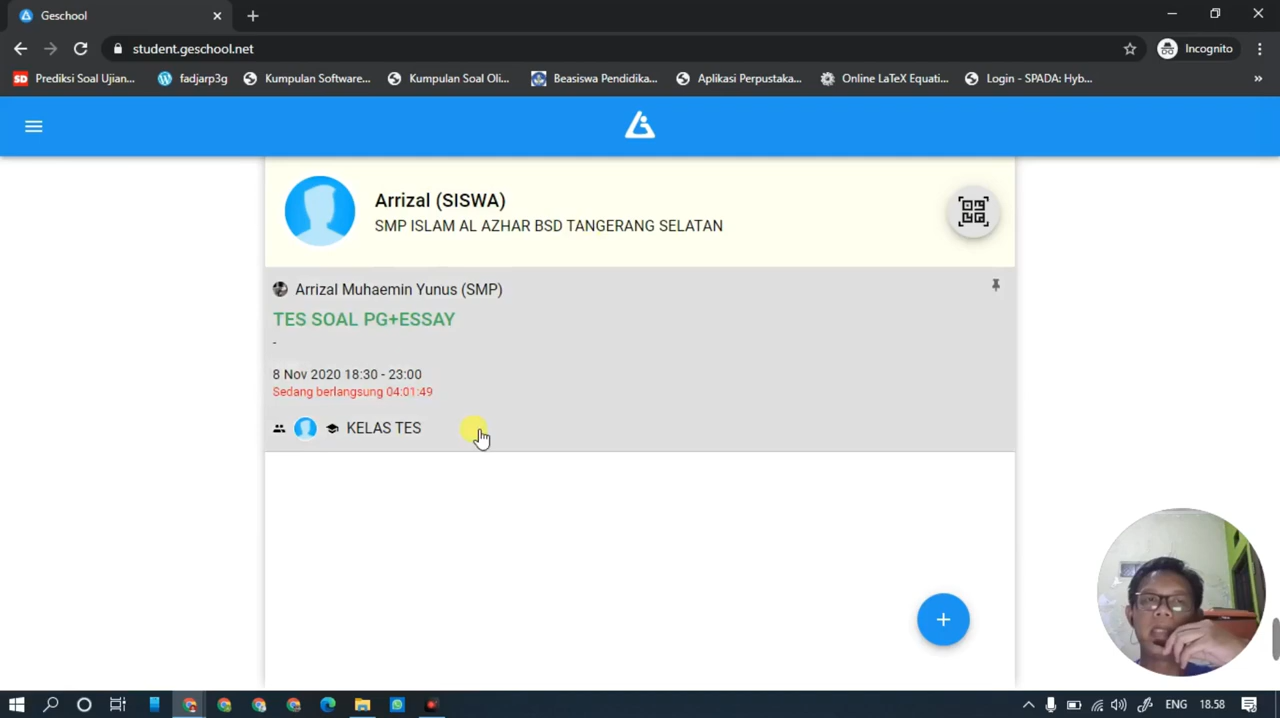 Geschool
student.geschool.net
Incognito
Prediksi Soal Ujian...
fadjarp3g
Kumpulan Software...
Kumpulan Soal Oli...
Beasiswa Pendidika...
Aplikasi Perpustaka...
Online LaTeX Equati...
Login - SPADA: Hyb...
»
Arrizal (SISWA)
SMP ISLAM AL AZHAR BSD TANGERANG SELATAN
Arrizal Muhaemin Yunus (SMP)
TES SOAL PG+ESSAY
-
8 Nov 2020 18:30 - 23:00
Sedang berlangsung 04:01:49
KELAS TES
+
ENG
18.58